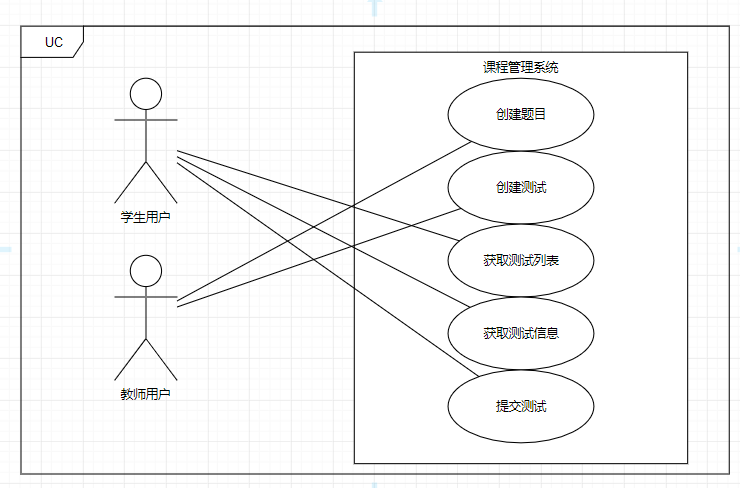 UC
课程管理系统
创建题目
创建测试
学生用户
获取测试列表
获取测试信息
教师用户
提交测试